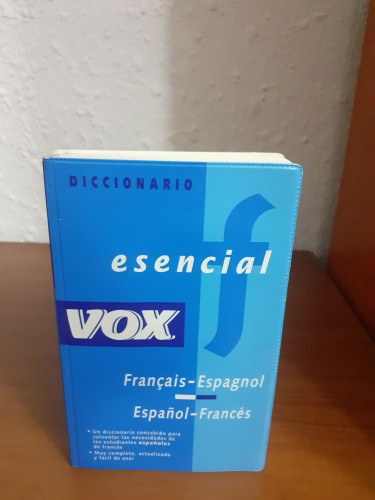 DICCIONARIO
f
esencial
VOX
Français-Espagnol
Español-Francés
• Un diccionario concebido para
solventar las necesidades de
los estudiantes españoles
de francés
• Muy completo, actualizado
y fácil de usar